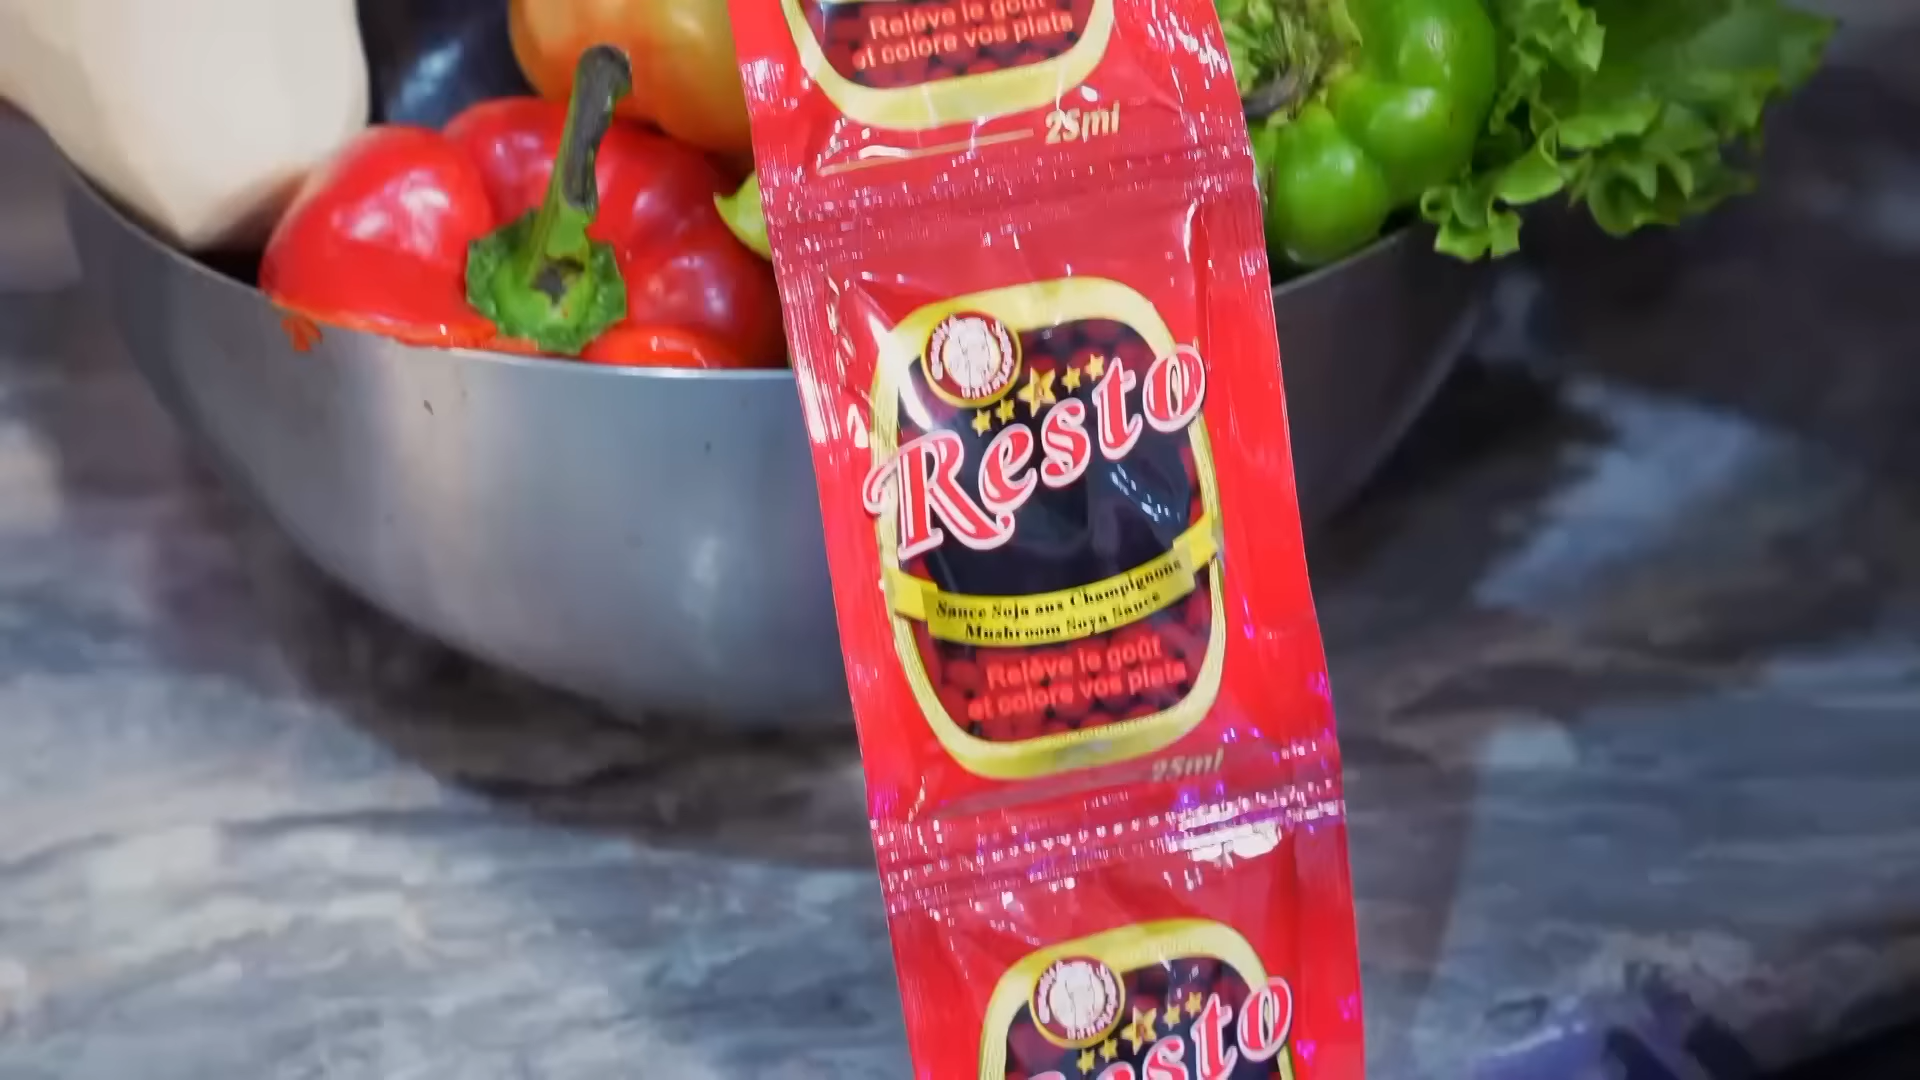 Relève le goût
et colore vos plats
25ml
Resto
Sauce Soja aux Champignons
Mushroom Soya Sauce
Relève le goût
et colore vos plats
25ml
Resto